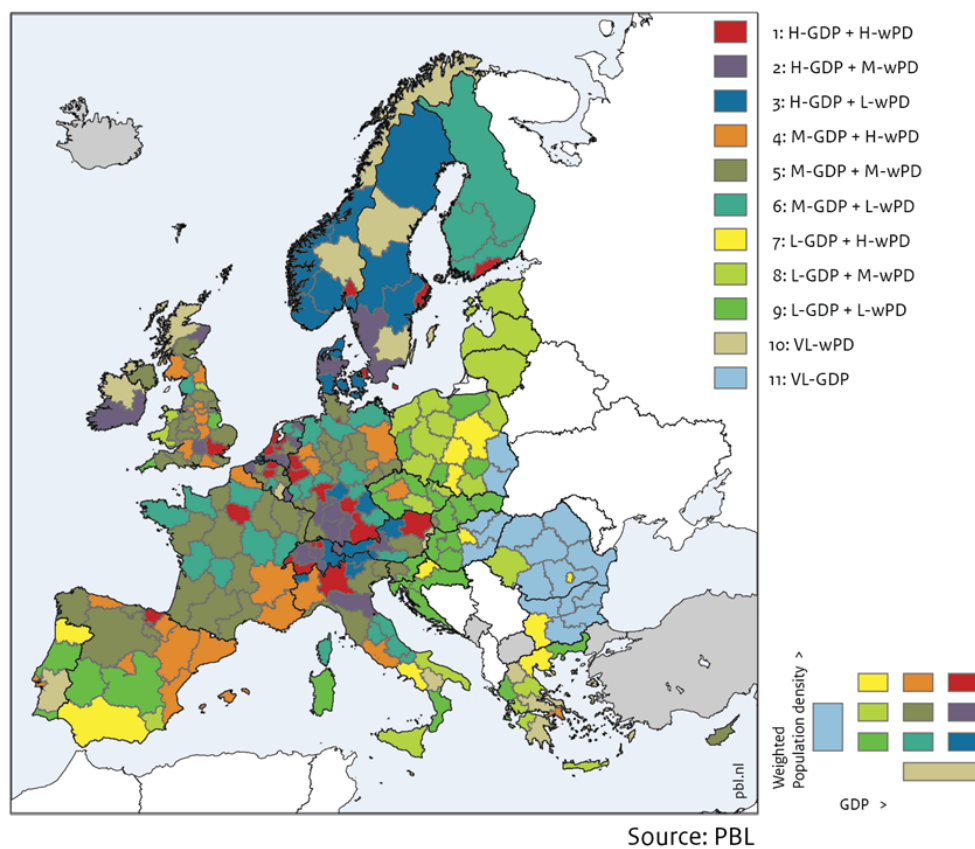 1: H-GDP + H-wPD
2: H-GDP + M-wPD
3: H-GDP + L-wPD
4: M-GDP + H-wPD
5: M-GDP + M-wPD
6: M-GDP + L-wPD
7: L-GDP + H-wPD
8: L-GDP + M-wPD
9: L-GDP + L-wPD
10: VL-wPD
11: VL-GDP
pbl.nl
Weighted
Population density >
GDP >
Source: PBL